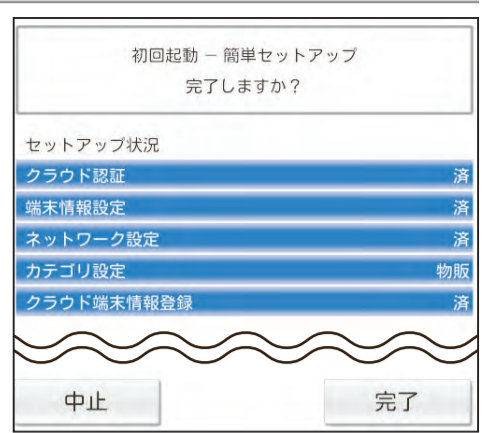 初回起動 － 簡単セットアップ
完了しますか？
セットアップ状況
クラウド認証 済
端末情報設定 済
ネットワーク設定 済
カテゴリ設定 物販
クラウド端末情報登録 済
中止 完了